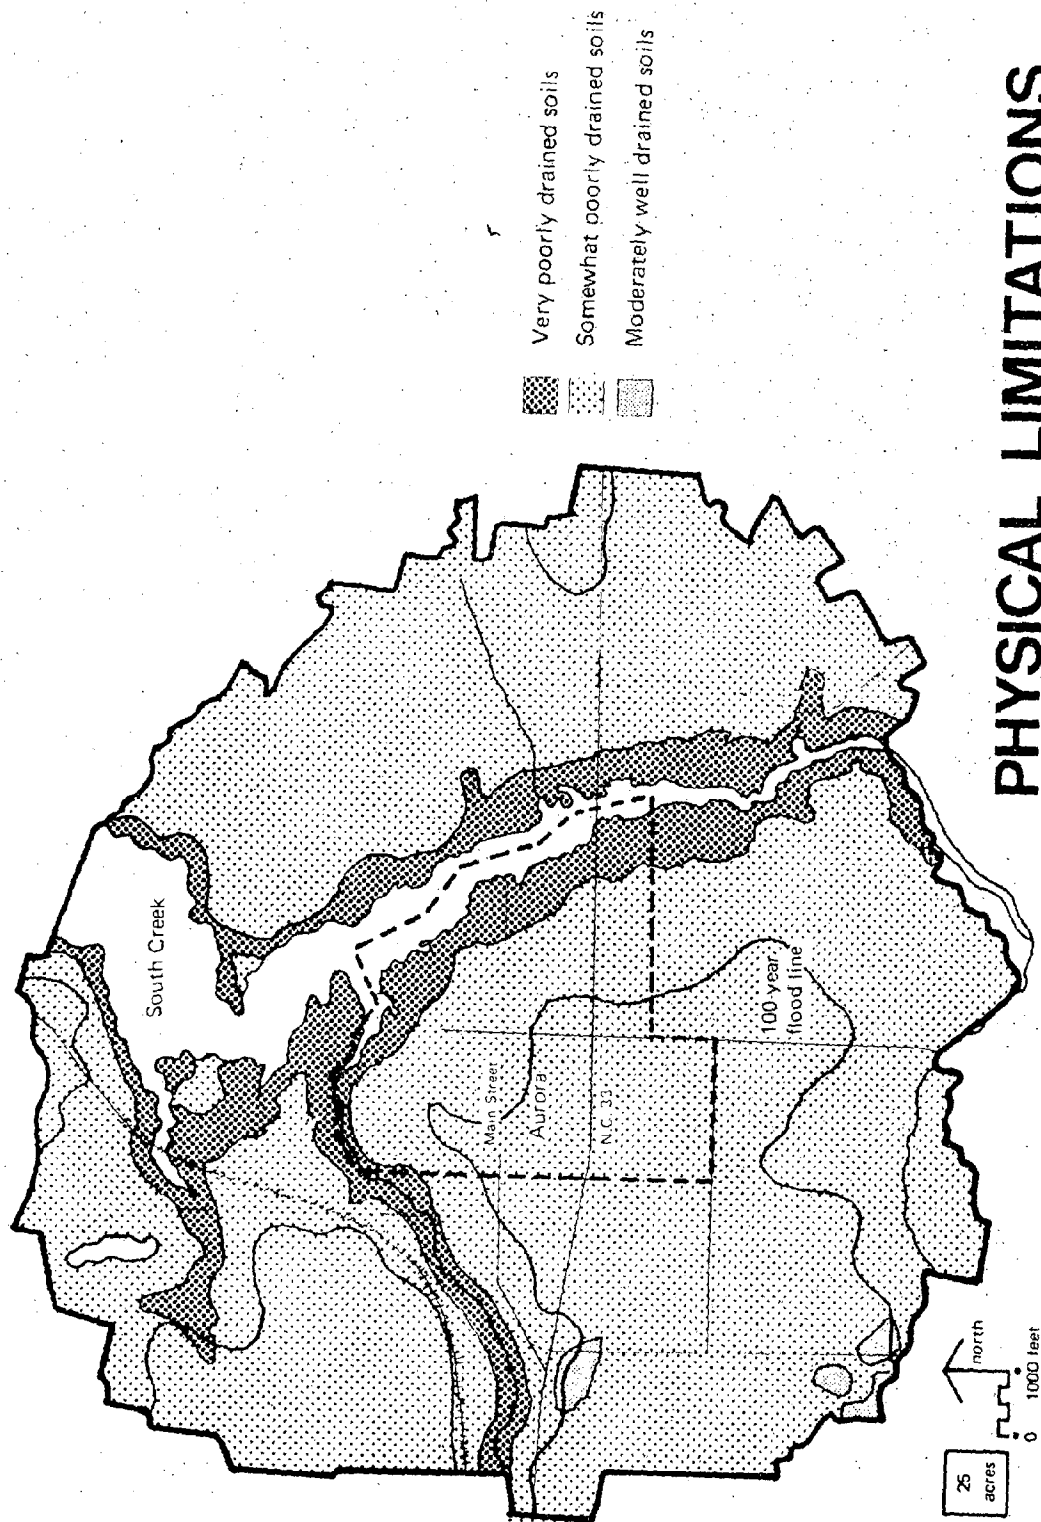 South Creek
Main Street
Aurora
N.C. 33
100 year
flood line
Very poorly drained soils
Somewhat poorly drained soils
Moderately well drained soils
25
acres
north
0 1000 feet
PHYSICAL LIMITATIONS